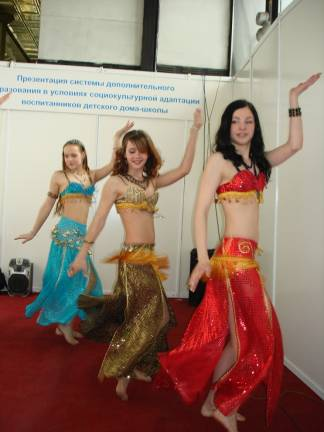 Презентация системы дополнительного
разования в условиях социокультурной адаптации
воспитанников детского дома-школы